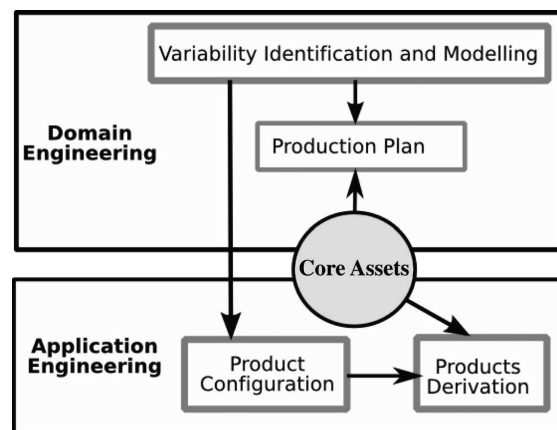 Variability Identification and Modelling
Domain
Engineering
Production Plan
Core Assets
Application
Engineering
Product
Configuration
Products
Derivation